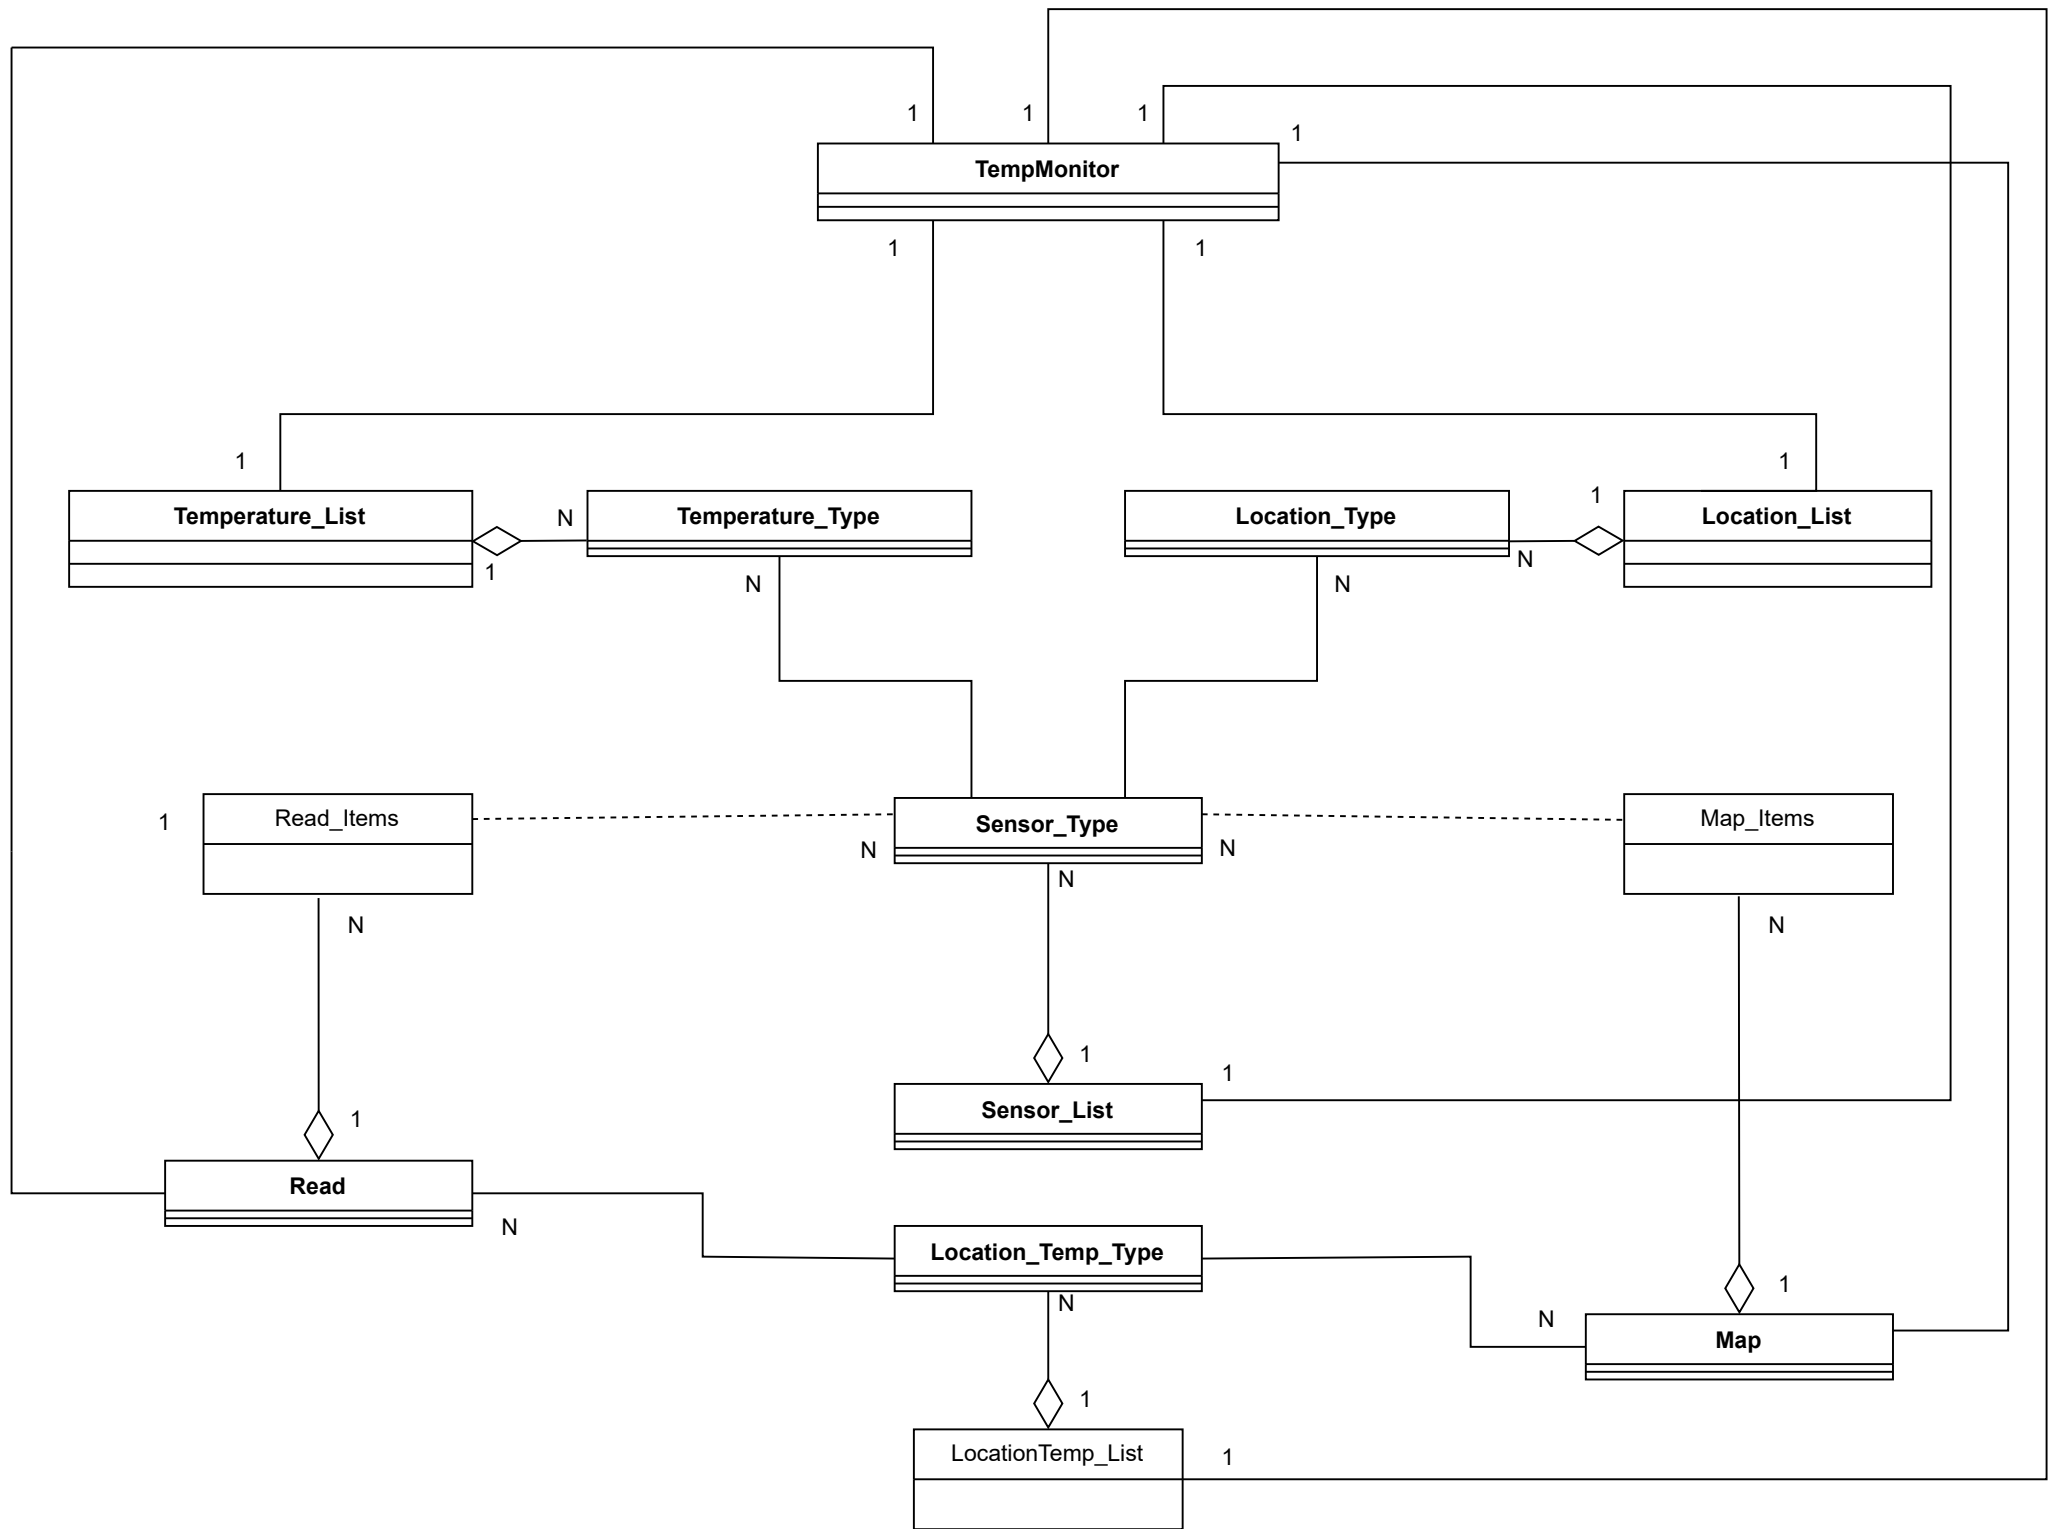 1
1
1
1
TempMonitor
1
1
1
1
Temperature_List
1
N
Temperature_Type
N
Location_Type
N
N
1
Location_List
1
Read_Items
N
Sensor_Type
N
N
N
Map_Items
N
N
1
Sensor_List
1
1
Read
N
Location_Temp_Type
N
1
N
Map
1
LocationTemp_List
1